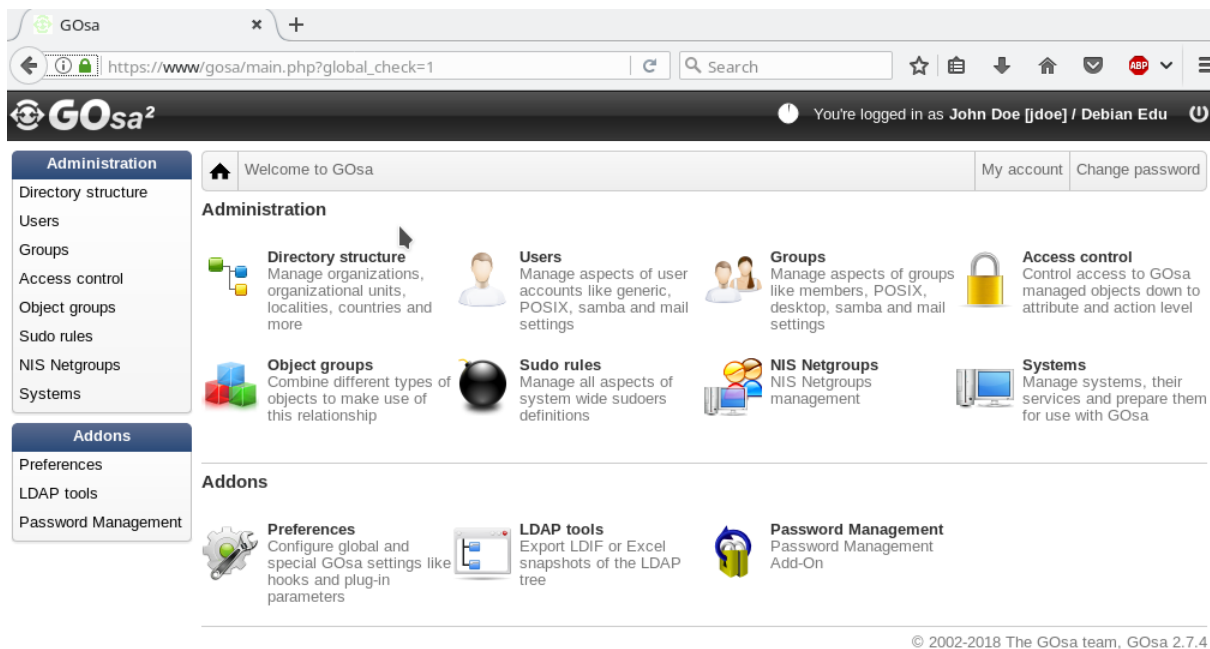 GOsa
https://www/gosa/main.php?global_check=1
Search
ABP
GOsa²
You're logged in as John Doe [jdoe] / Debian Edu
Administration
Directory structure
Users
Groups
Access control
Object groups
Sudo rules
NIS Netgroups
Systems
Addons
Preferences
LDAP tools
Password Management
Welcome to GOsa
My account
Change password
Administration
Directory structure
Manage organizations,
organizational units,
localities, countries and
more
Users
Manage aspects of user
accounts like generic,
POSIX, samba and mail
settings
Groups
Manage aspects of groups
like members, POSIX,
desktop, samba and mail
settings
Access control
Control access to GOsa
managed objects down to
attribute and action level
Object groups
Combine different types of
objects to make use of
this relationship
Sudo rules
Manage all aspects of
system wide sudoers
definitions
NIS Netgroups
NIS Netgroups
management
Systems
Manage systems, their
services and prepare them
for use with GOsa
Addons
Preferences
Configure global and
special GOsa settings like
hooks and plug-in
parameters
LDAP tools
Export LDIF or Excel
snapshots of the LDAP
tree
Password Management
Password Management
Add-On
© 2002-2018 The GOsa team, GOsa 2.7.4